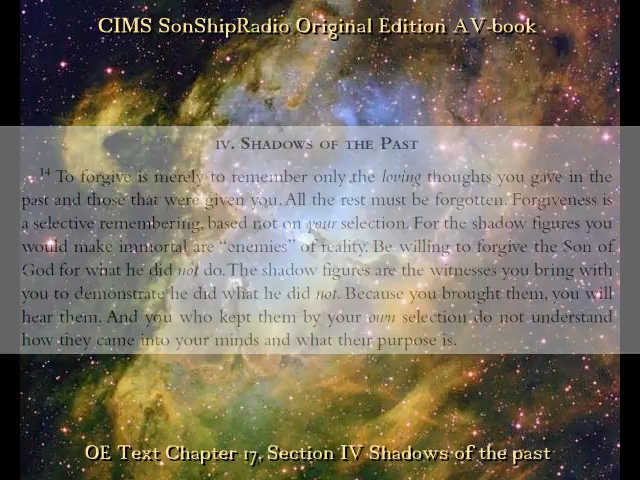 CIMS SonShipRadio Original Edition AV-book
IV. Shadows of the Past
14 To forgive is merely to remember only the loving thoughts you gave in the
past and those that were given you. All the rest must be forgotten. Forgiveness is
a selective remembering, based not on your selection. For the shadow figures you
would make immortal are “enemies” of reality. Be willing to forgive the Son of
God for what he did not do. The shadow figures are the witnesses you bring with
you to demonstrate he did what he did not. Because you brought them, you will
hear them. And you who kept them by your own selection do not understand
how they came into your minds and what their purpose is.
OE Text Chapter 17, Section IV Shadows of the past